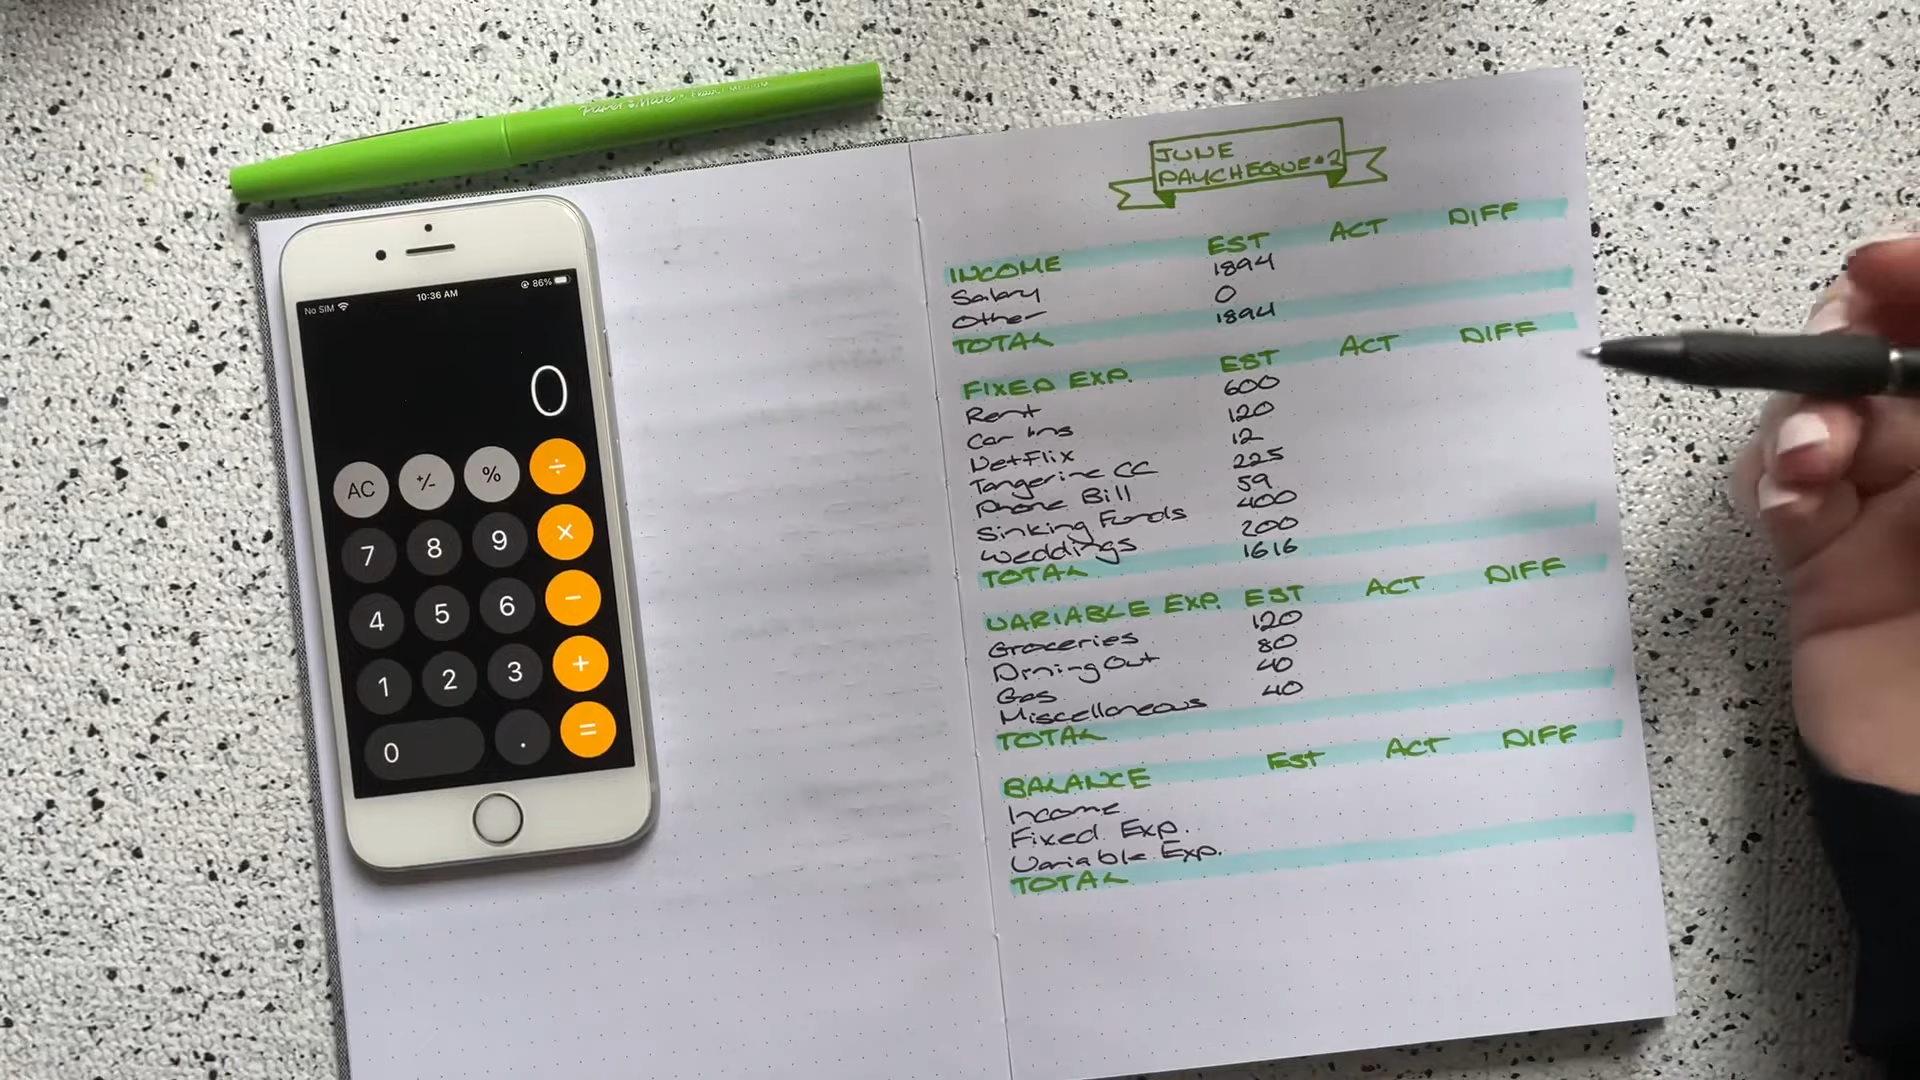 Paper Mate
No SIM 10:36 AM 86%
0
AC +/- % ÷
7 8 9 ×
4 5 6 −
1 2 3 +
0 . =
JUNE
PAYCHEQUE #2
INCOME EST ACT DIFF
Salary 1894
Other 0
TOTAL 1894
FIXED EXP. EST ACT DIFF
Rent 600
Car Ins 120
Netflix 12
Tangerine CC 225
Phone Bill 59
Sinking Funds 400
Weddings 200
TOTAL 1616
VARIABLE EXP. EST ACT DIFF
Groceries 120
Dining Out 80
Gas 40
Miscellaneous 40
TOTAL
BALANCE EST ACT DIFF
Income
Fixed Exp.
Variable Exp.
TOTAL